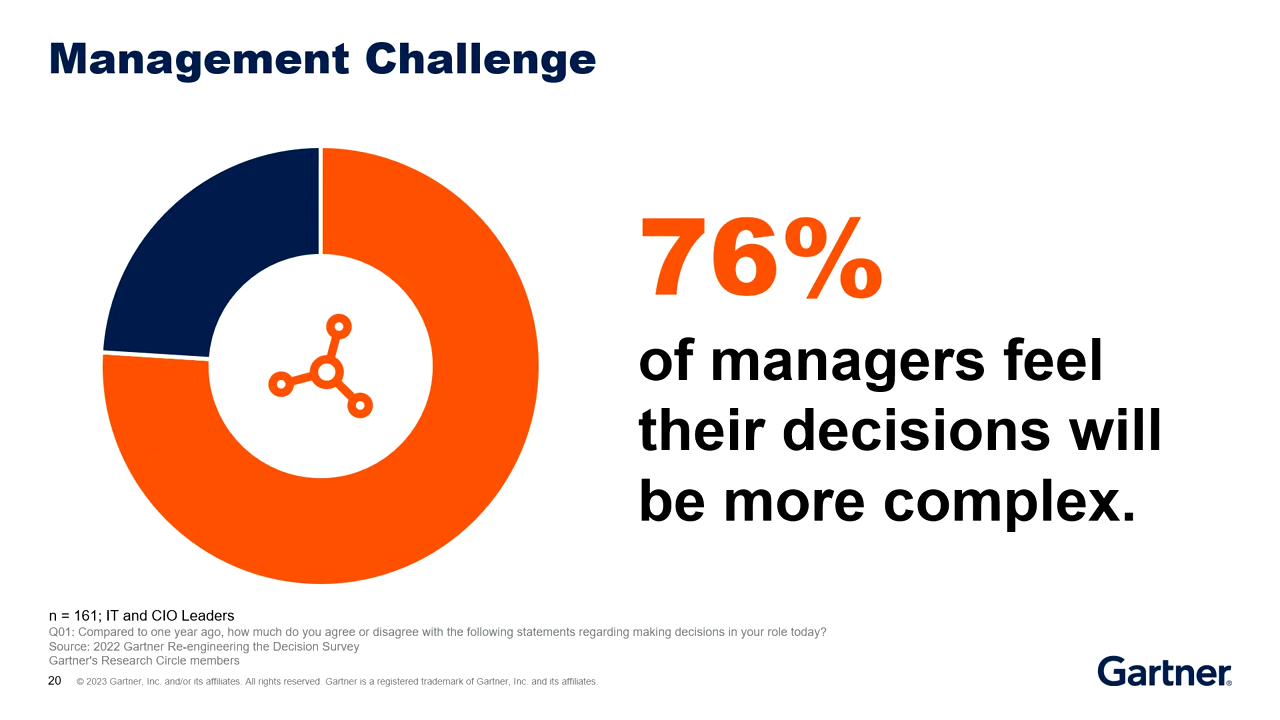 Management Challenge
76%
of managers feel
their decisions will
be more complex.
n = 161; IT and CIO Leaders
Q01: Compared to one year ago, how much do you agree or disagree with the following statements regarding making decisions in your role today?
Source: 2022 Gartner Re-engineering the Decision Survey
Gartner's Research Circle members
20 © 2023 Gartner, Inc. and/or its affiliates. All rights reserved. Gartner is a registered trademark of Gartner, Inc. and its affiliates.
Gartner®